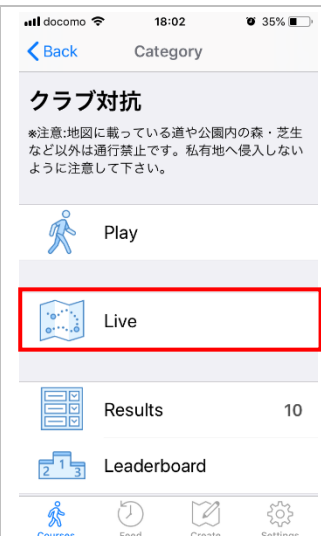 docomo 18:02 35%
Back Category
クラブ対抗
※注意:地図に載っている道や公園内の森・芝生
など以外は通行禁止です。私有地へ侵入しない
ように注意して下さい。
Play
Live
Results 10
Leaderboard
2 1 3
Courses Feed Create Settings